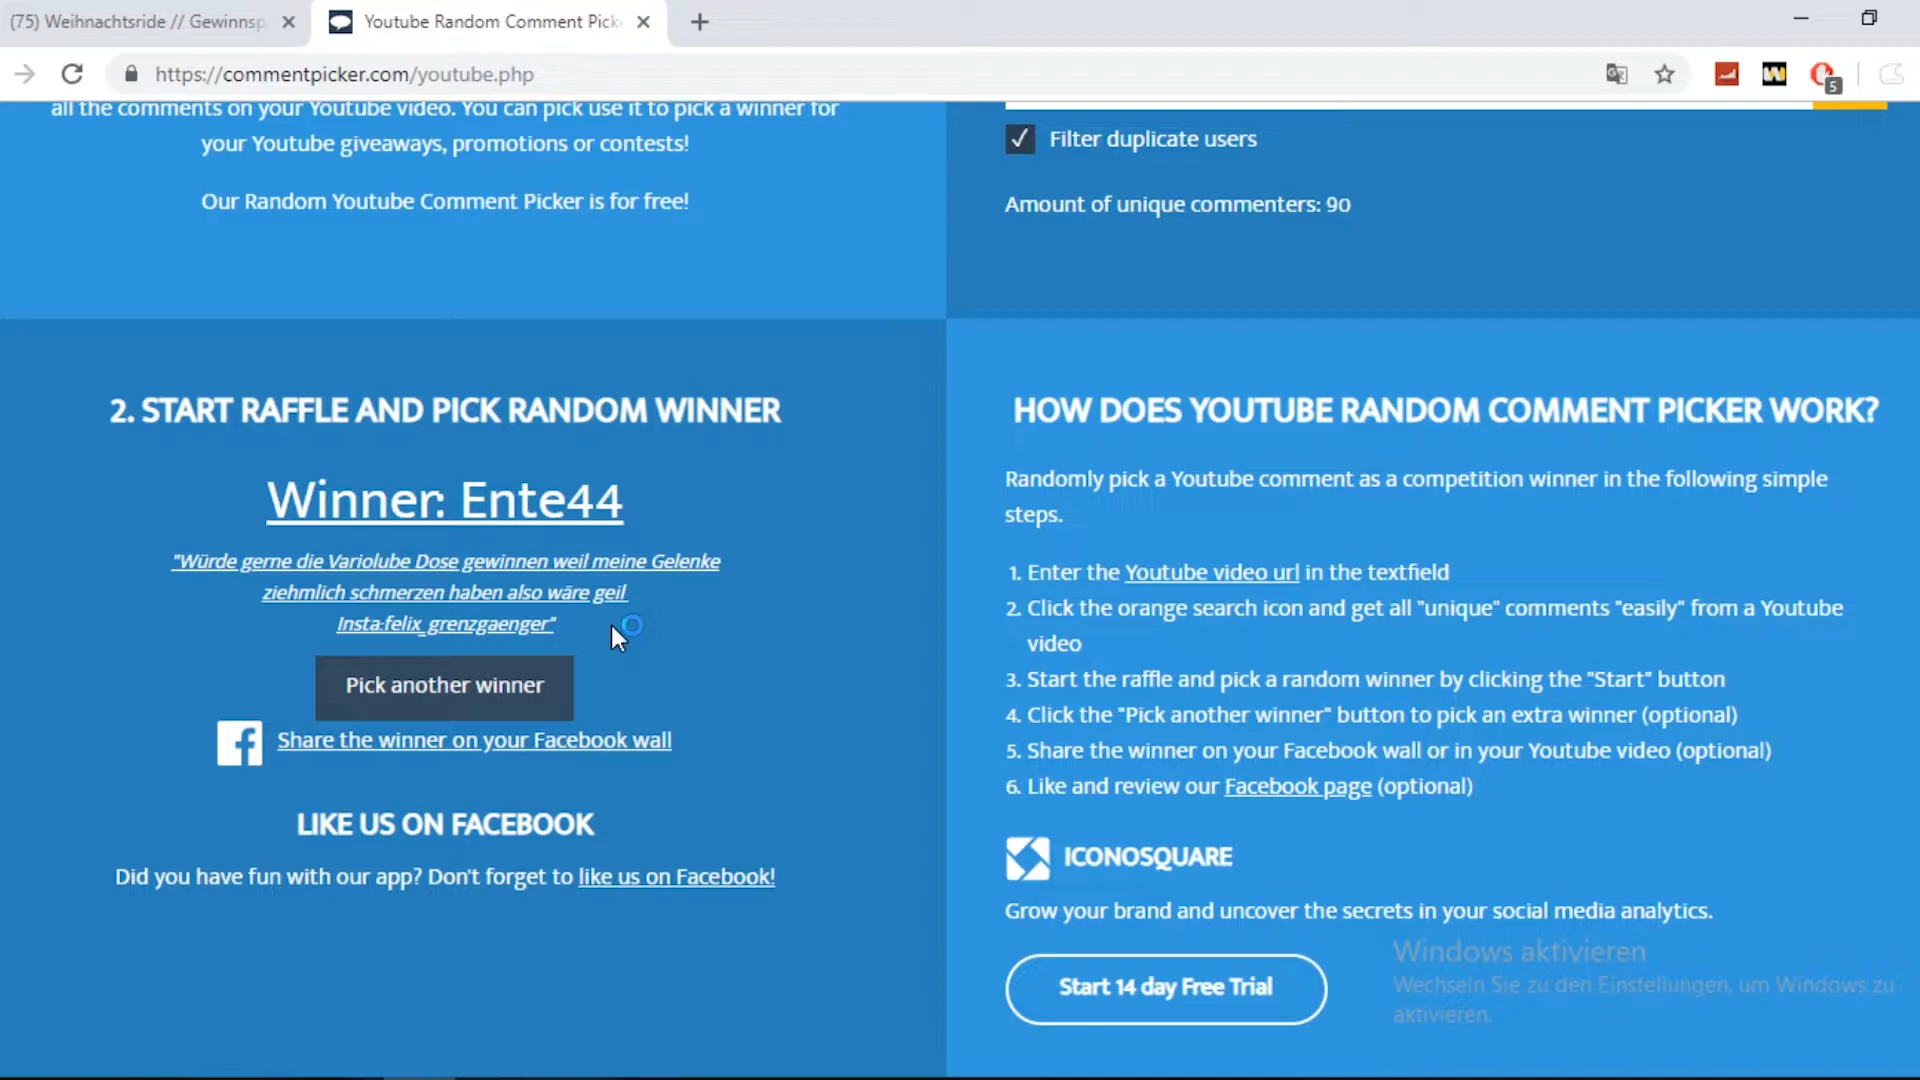 (75) Weihnachtsride // Gewinnsp
Youtube Random Comment Pick
https://commentpicker.com/youtube.php
5
all the comments on your Youtube video. You can pick use it to pick a winner for
your Youtube giveaways, promotions or contests!
Our Random Youtube Comment Picker is for free!
Filter duplicate users
Amount of unique commenters: 90
2. START RAFFLE AND PICK RANDOM WINNER
Winner: Ente44
"Würde gerne die Variolube Dose gewinnen weil meine Gelenke
ziehmlich schmerzen haben also wäre geil
Insta:felix_grenzgaenger"
Pick another winner
Share the winner on your Facebook wall
LIKE US ON FACEBOOK
Did you have fun with our app? Don't forget to like us on Facebook!
HOW DOES YOUTUBE RANDOM COMMENT PICKER WORK?
Randomly pick a Youtube comment as a competition winner in the following simple
steps.
1. Enter the Youtube video url in the textfield
2. Click the orange search icon and get all "unique" comments "easily" from a Youtube
video
3. Start the raffle and pick a random winner by clicking the "Start" button
4. Click the "Pick another winner" button to pick an extra winner (optional)
5. Share the winner on your Facebook wall or in your Youtube video (optional)
6. Like and review our Facebook page (optional)
ICONOSQUARE
Grow your brand and uncover the secrets in your social media analytics.
Start 14 day Free Trial
Windows aktivieren
Wechseln Sie zu den Einstellungen, um Windows zu
aktivieren.